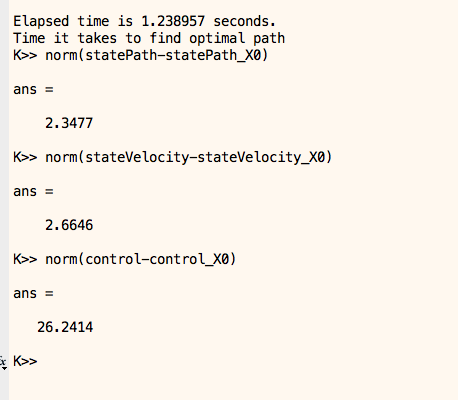 Elapsed time is 1.238957 seconds.
Time it takes to find optimal path
K>> norm(statePath-statePath_X0)
ans =
2.3477
K>> norm(stateVelocity-stateVelocity_X0)
ans =
2.6646
K>> norm(control-control_X0)
ans =
26.2414
fx K>>